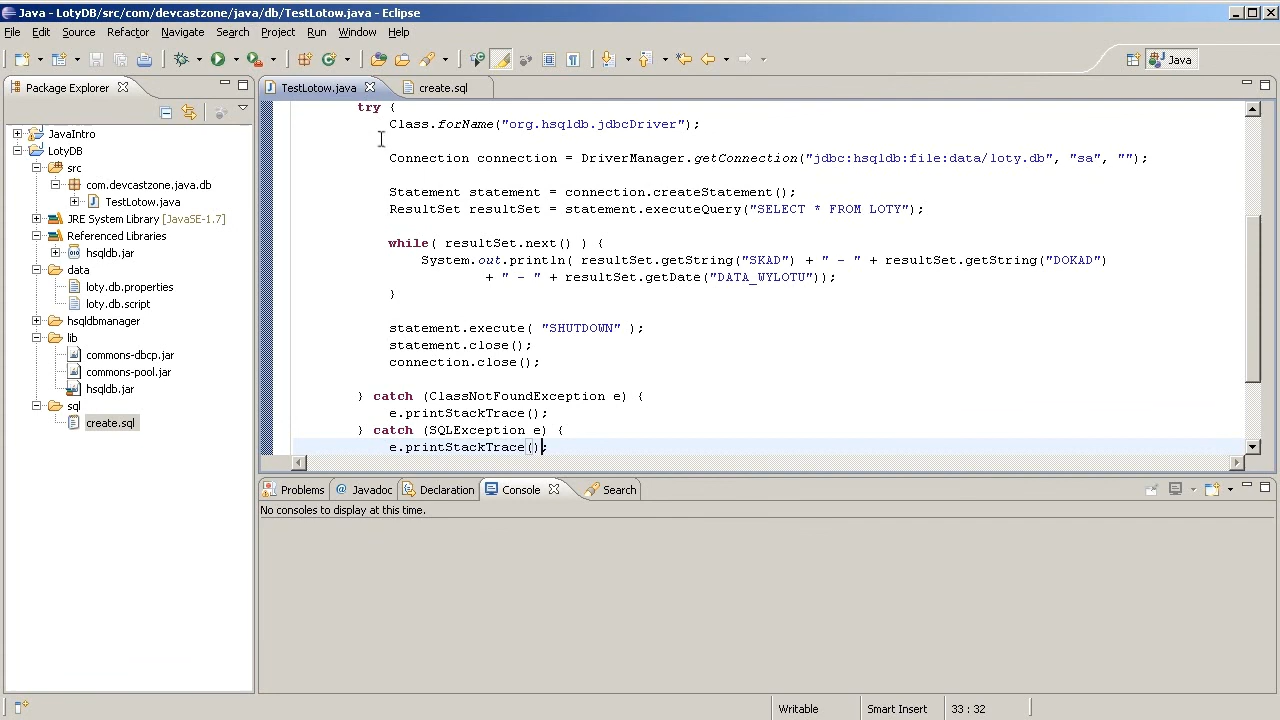 Java - LotyDB/src/com/devcastzone/java/db/TestLotow.java - Eclipse
File Edit Source Refactor Navigate Search Project Run Window Help
Java
Package Explorer
TestLotow.java
create.sql
JavaIntro
LotyDB
src
com.devcastzone.java.db
TestLotow.java
JRE System Library [JavaSE-1.7]
Referenced Libraries
hsqldb.jar
data
loty.db.properties
loty.db.script
hsqldbmanager
lib
commons-dbcp.jar
commons-pool.jar
hsqldb.jar
sql
create.sql
try {
Class.forName("org.hsqldb.jdbcDriver");
Connection connection = DriverManager.getConnection("jdbc:hsqldb:file:data/loty.db", "sa", "");
Statement statement = connection.createStatement();
ResultSet resultSet = statement.executeQuery("SELECT * FROM LOTY");
while( resultSet.next() ) {
System.out.println( resultSet.getString("SKAD") + " - " + resultSet.getString("DOKAD")
+ " - " + resultSet.getDate("DATA_WYLOTU"));
}
statement.execute( "SHUTDOWN" );
statement.close();
connection.close();
} catch (ClassNotFoundException e) {
e.printStackTrace();
} catch (SQLException e) {
e.printStackTrace();
Problems @ Javadoc Declaration Console Search
No consoles to display at this time.
Writable Smart Insert 33 : 32